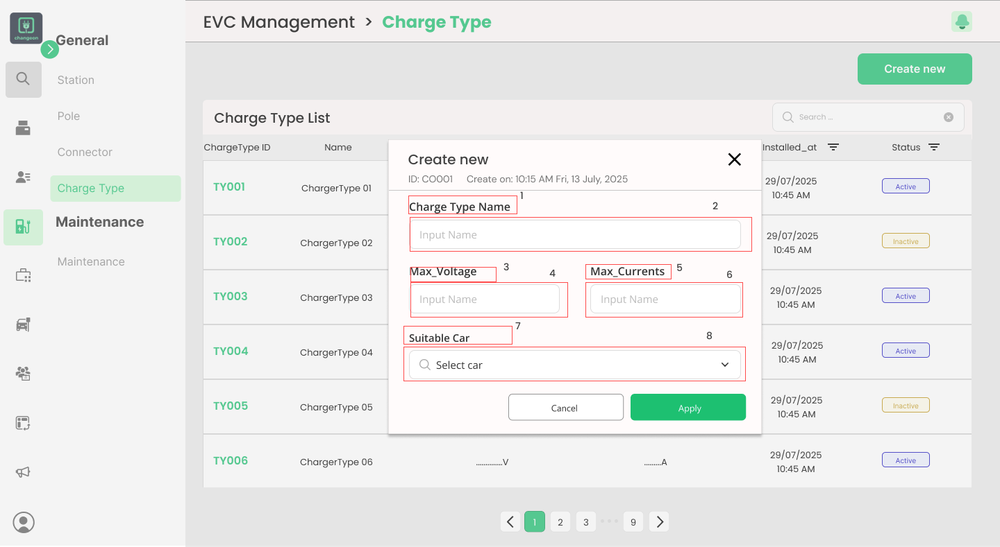 changeon
General
Station
Pole
Connector
Charge Type
Maintenance
Maintenance
EVC Management > Charge Type
Create new
Charge Type List
Search ...
ChargeType ID Name Installed_at Status
TY001 ChargerType 01 29/07/2025 10:45 AM Active
TY002 ChargerType 02 29/07/2025 10:45 AM Inactive
TY003 ChargerType 03 29/07/2025 10:45 AM Active
TY004 ChargerType 04 29/07/2025 10:45 AM Active
TY005 ChargerType 05 29/07/2025 10:45 AM Inactive
TY006 ChargerType 06 ..............V .........A 29/07/2025 10:45 AM Active
Create new
ID: CO001 Create on: 10:15 AM Fri, 13 July, 2025
Charge Type Name 1
2
Input Name
Max_Voltage 3 4 Max_Currents 5 6
Input Name Input Name
Suitable Car 7 8
Select car
Cancel Apply
1 2 3 ... 9